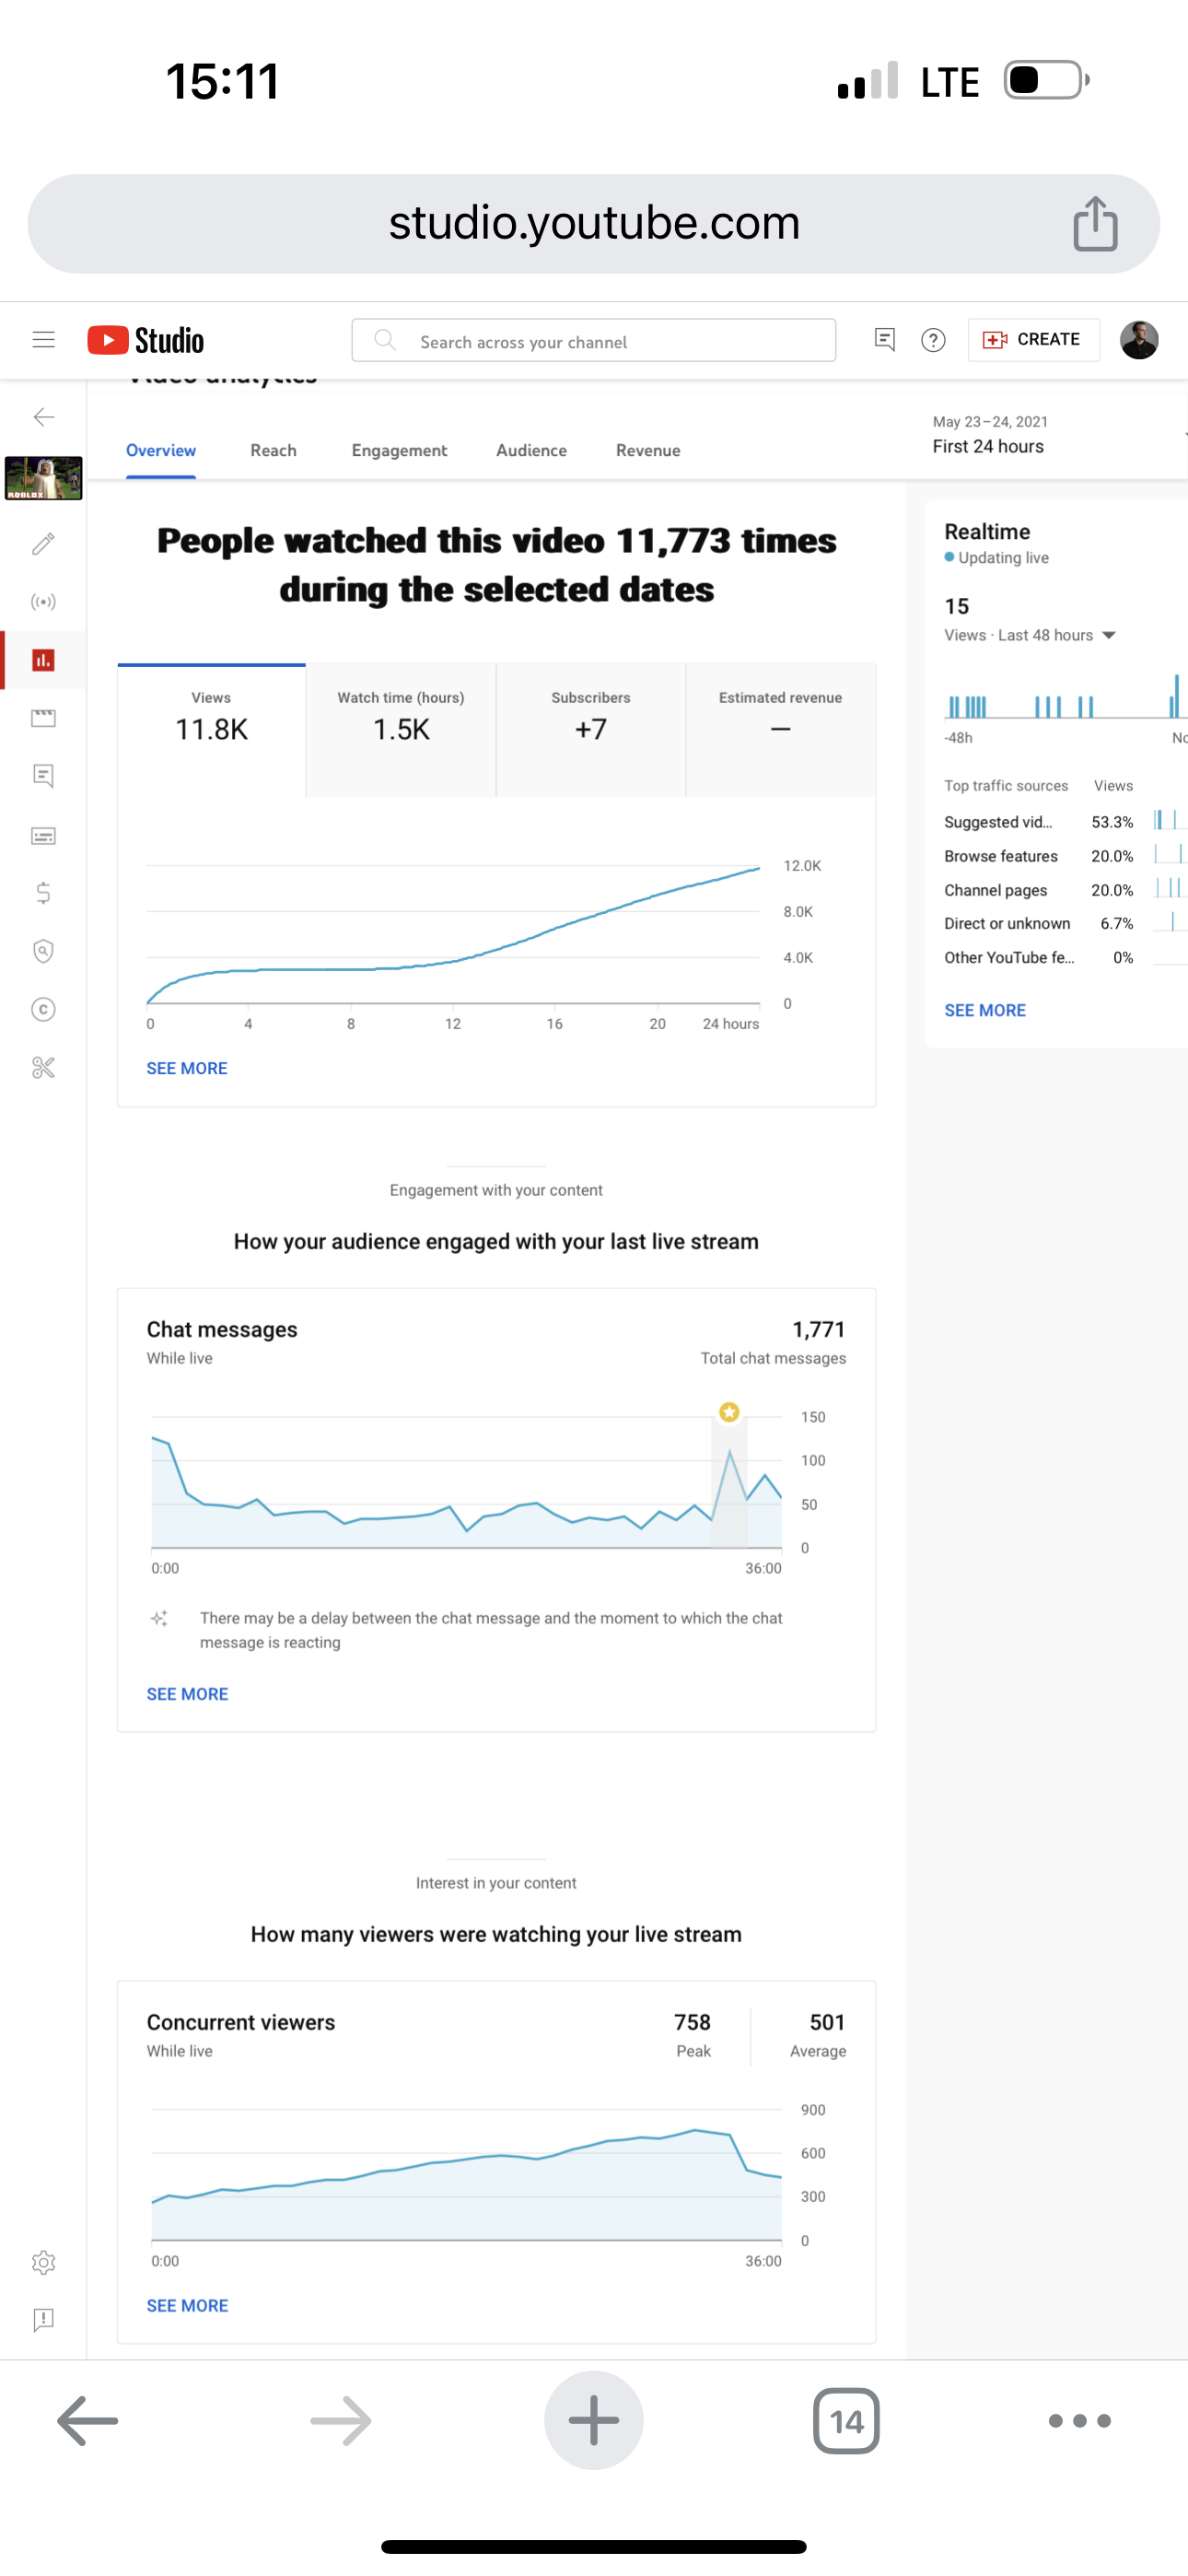 15:11
LTE
studio.youtube.com
Studio
Search across your channel
CREATE
Video analytics
Overview
Reach
Engagement
Audience
Revenue
May 23–24, 2021
First 24 hours
ROBLOX
People watched this video 11,773 times
during the selected dates
Views
11.8K
Watch time (hours)
1.5K
Subscribers
+7
Estimated revenue
—
12.0K
8.0K
4.0K
0
0
4
8
12
16
20
24 hours
SEE MORE
Realtime
Updating live
15
Views · Last 48 hours
-48h
Top traffic sources
Views
Suggested vid...
53.3%
Browse features
20.0%
Channel pages
20.0%
Direct or unknown
6.7%
Other YouTube fe...
0%
SEE MORE
Engagement with your content
How your audience engaged with your last live stream
Chat messages
1,771
While live
Total chat messages
150
100
50
0
0:00
36:00
There may be a delay between the chat message and the moment to which the chat
message is reacting
SEE MORE
Interest in your content
How many viewers were watching your live stream
Concurrent viewers
758
501
While live
Peak
Average
900
600
300
0
0:00
36:00
SEE MORE
14